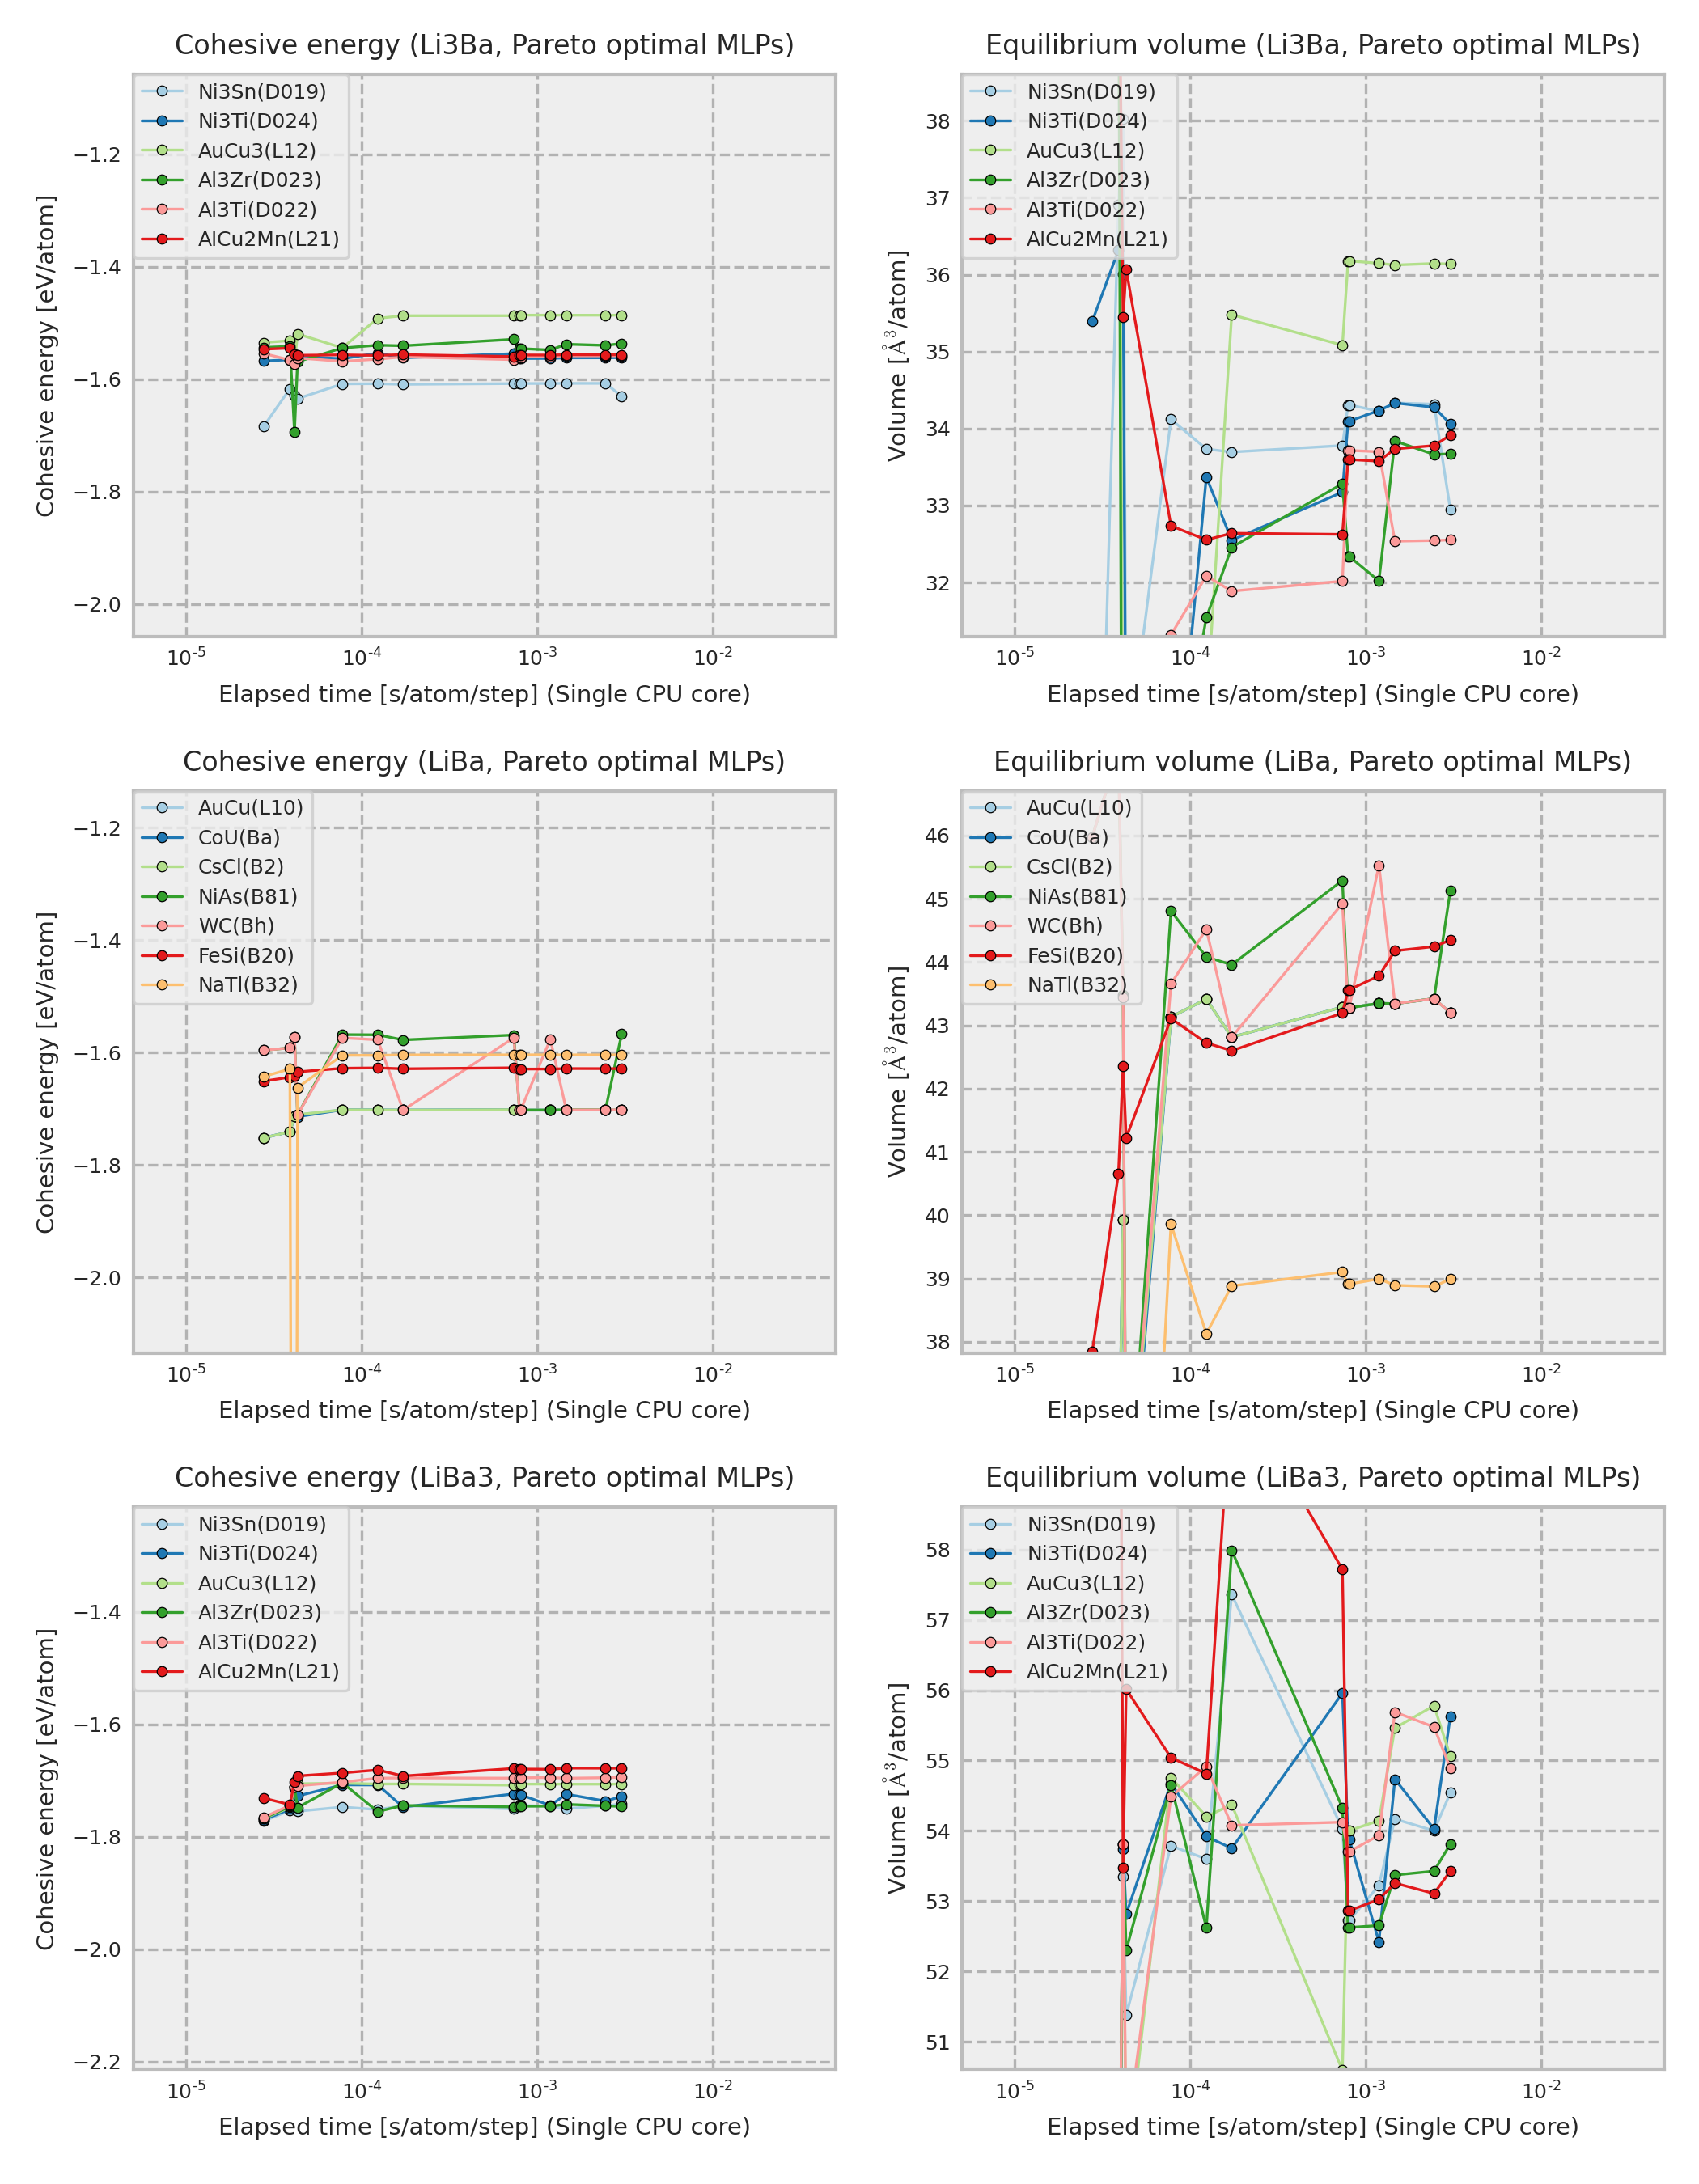 Cohesive energy (Li3Ba, Pareto optimal MLPs)
Ni3Sn(D019)
Ni3Ti(D024)
AuCu3(L12)
Al3Zr(D023)
Al3Ti(D022)
AlCu2Mn(L21)
−1.2
−1.4
−1.6
−1.8
−2.0
Cohesive energy [eV/atom]
10-5
10-4
10-3
10-2
Elapsed time [s/atom/step] (Single CPU core)
Equilibrium volume (Li3Ba, Pareto optimal MLPs)
Ni3Sn(D019)
Ni3Ti(D024)
AuCu3(L12)
Al3Zr(D023)
Al3Ti(D022)
AlCu2Mn(L21)
38
37
36
35
34
33
32
Volume [Å3/atom]
10-5
10-4
10-3
10-2
Elapsed time [s/atom/step] (Single CPU core)
Cohesive energy (LiBa, Pareto optimal MLPs)
AuCu(L10)
CoU(Ba)
CsCl(B2)
NiAs(B81)
WC(Bh)
FeSi(B20)
NaTl(B32)
−1.2
−1.4
−1.6
−1.8
−2.0
Cohesive energy [eV/atom]
10-5
10-4
10-3
10-2
Elapsed time [s/atom/step] (Single CPU core)
Equilibrium volume (LiBa, Pareto optimal MLPs)
AuCu(L10)
CoU(Ba)
CsCl(B2)
NiAs(B81)
WC(Bh)
FeSi(B20)
NaTl(B32)
46
45
44
43
42
41
40
39
38
Volume [Å3/atom]
10-5
10-4
10-3
10-2
Elapsed time [s/atom/step] (Single CPU core)
Cohesive energy (LiBa3, Pareto optimal MLPs)
Ni3Sn(D019)
Ni3Ti(D024)
AuCu3(L12)
Al3Zr(D023)
Al3Ti(D022)
AlCu2Mn(L21)
−1.4
−1.6
−1.8
−2.0
−2.2
Cohesive energy [eV/atom]
10-5
10-4
10-3
10-2
Elapsed time [s/atom/step] (Single CPU core)
Equilibrium volume (LiBa3, Pareto optimal MLPs)
Ni3Sn(D019)
Ni3Ti(D024)
AuCu3(L12)
Al3Zr(D023)
Al3Ti(D022)
AlCu2Mn(L21)
58
57
56
55
54
53
52
51
Volume [Å3/atom]
10-5
10-4
10-3
10-2
Elapsed time [s/atom/step] (Single CPU core)